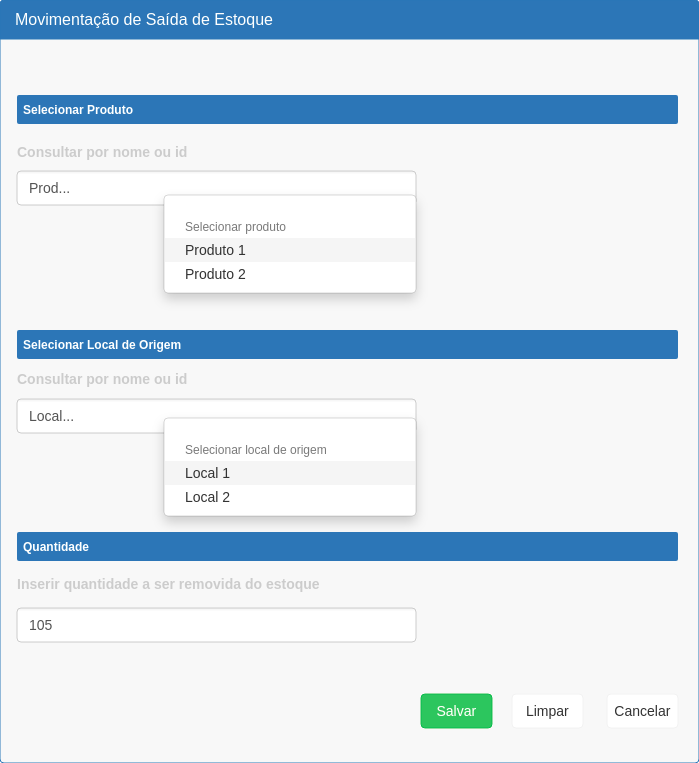 Movimentação de Saída de Estoque
Selecionar Produto
Consultar por nome ou id
Prod...
Selecionar produto
Produto 1
Produto 2
Selecionar Local de Origem
Consultar por nome ou id
Local...
Selecionar local de origem
Local 1
Local 2
Quantidade
Inserir quantidade a ser removida do estoque
105
Salvar Limpar Cancelar